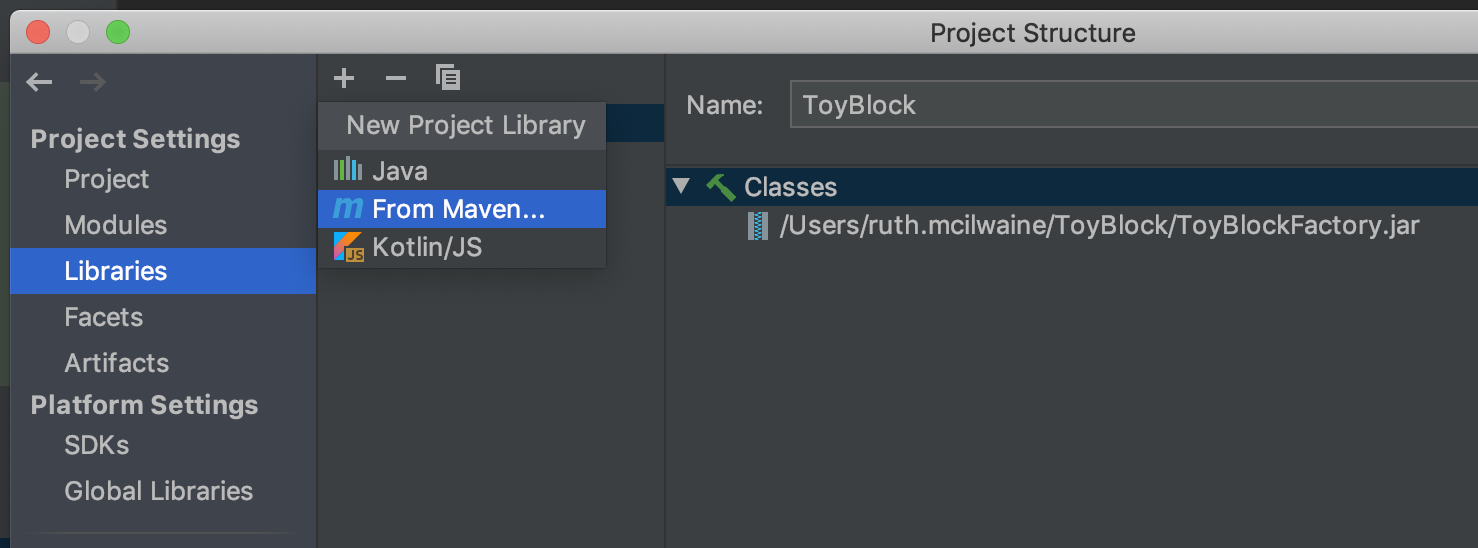 Project Structure
Project Settings
Project
Modules
Libraries
Facets
Artifacts
Platform Settings
SDKs
Global Libraries
New Project Library
Java
m From Maven...
JS Kotlin/JS
Name: ToyBlock
Classes
/Users/ruth.mcilwaine/ToyBlock/ToyBlockFactory.jar